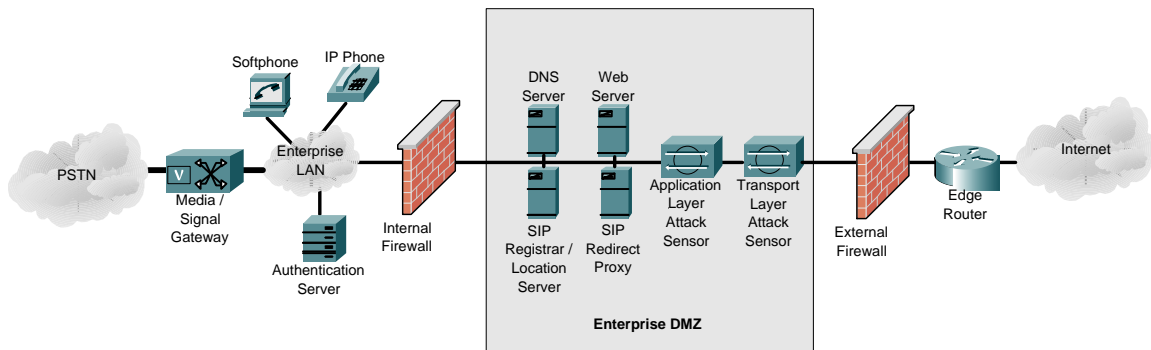 PSTN
V
Media /
Signal
Gateway
Softphone
IP Phone
Enterprise
LAN
Authentication
Server
Internal
Firewall
DNS
Server
Web
Server
SIP
Registrar /
Location
Server
SIP
Redirect
Proxy
Application
Layer
Attack
Sensor
Transport
Layer
Attack
Sensor
Enterprise DMZ
External
Firewall
Edge
Router
Internet